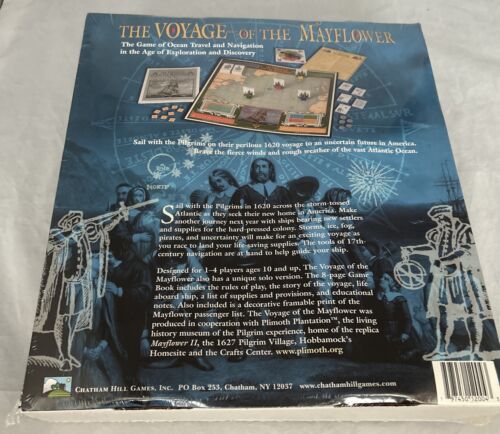 THE VOYAGE OF THE MAYFLOWER
The Game of Ocean Travel and Navigation
in the Age of Exploration and Discovery
Sail with the Pilgrims on their perilous 1620 voyage to an uncertain future in America.
Brave the fierce winds and rough weather of the vast Atlantic Ocean.
NORTH
Sail with the Pilgrims in 1620 across the storm-tossed
Atlantic as they seek their new home in America. Make
another journey next year with ships bearing new settlers
and supplies for the hard-pressed colony. Storms, ice, fog,
pirates, and uncertainty will make for an exciting voyage as
you race to land your life-saving supplies. The tools of 17th
century navigation are at hand to help guide your ship.
Designed for 1-4 players ages 10 and up. The Voyage of the
Mayflower also has a unique solo version. The 8-page Game
Book includes the rules of play, the story of the voyage, life
aboard ship, a list of supplies and provisions, and educational
notes. Also included is a decorative framable print of the
Mayflower passenger list. The Voyage of the Mayflower was
produced in cooperation with Plimoth Plantation™, the living
history museum of the Pilgrim experience, home of the replica
Mayflower II, the 1627 Pilgrim Village, Hobbamock's
Homesite and the Crafts Center. www.plimoth.org
CHATHAM HILL GAMES, INC. PO BOX 253, CHATHAM, NY 12037 www.chathamhillgames.com
97450 12004